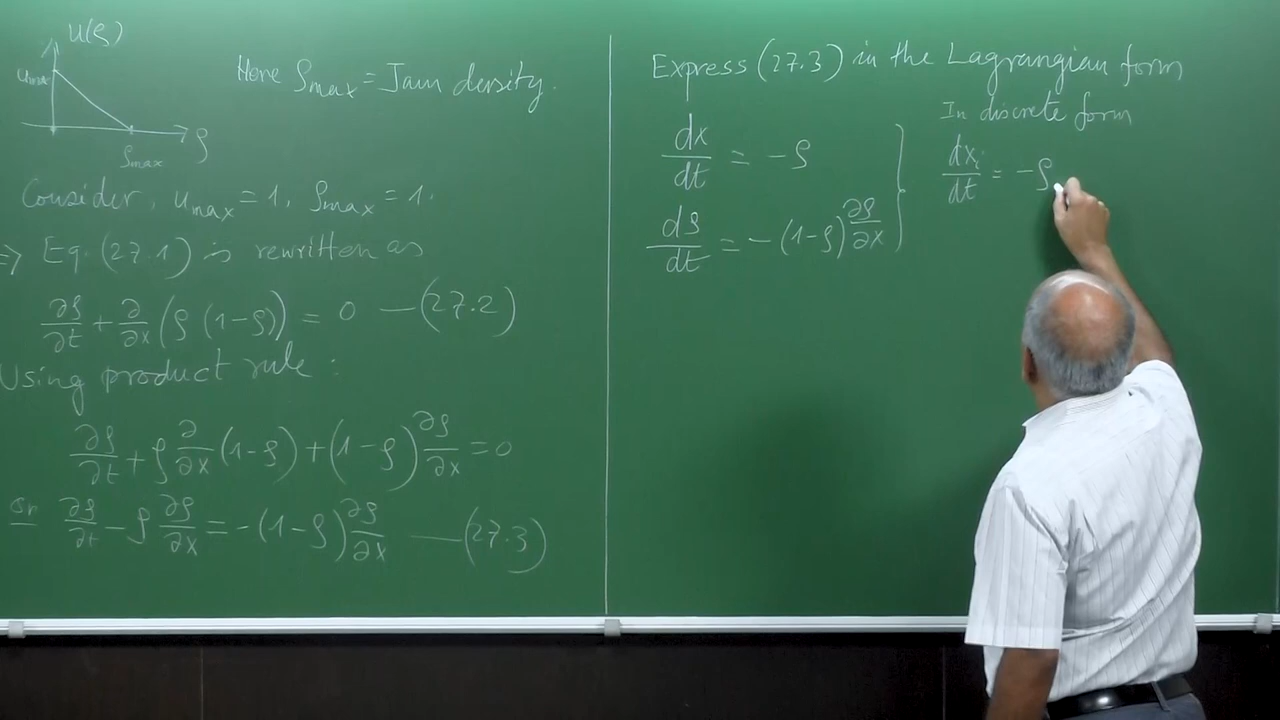 u(ρ)
u_max
ρ_max
ρ
Here ρ_max = Jam density.
Consider, u_max = 1, ρ_max = 1.
⇒ Eq. (27.1) is rewritten as
∂ρ/∂t + ∂/∂x (ρ (1-ρ)) = 0 —(27.2)
Using product rule :
∂ρ/∂t + ρ ∂/∂x (1-ρ) + (1-ρ) ∂ρ/∂x = 0
or ∂ρ/∂t - ρ ∂ρ/∂x = -(1-ρ) ∂ρ/∂x —(27.3)
Express (27.3) in the Lagrangian form
dx/dt = -ρ
dρ/dt = -(1-ρ) ∂ρ/∂x }
In discrete form
dx_i/dt = -ρ